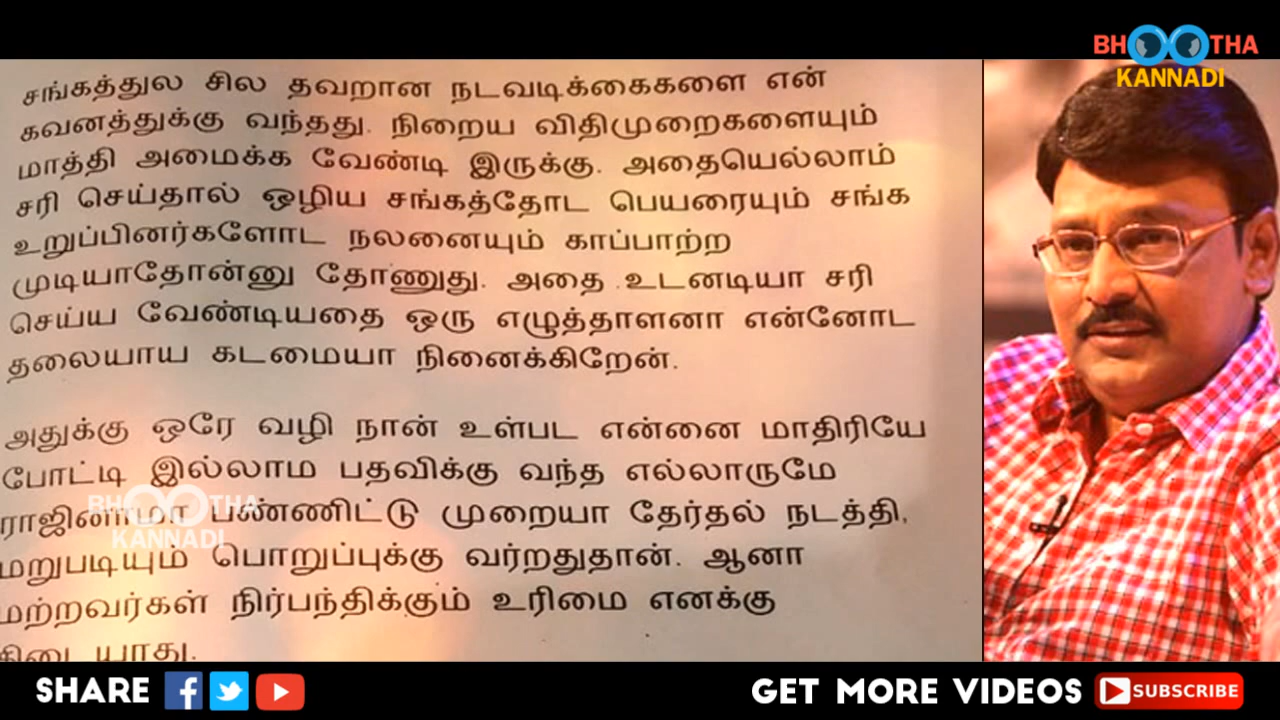 BHOOTHA
KANNADI
சங்கத்துல சில தவறான நடவடிக்கைகளை என்
கவனத்துக்கு வந்தது. நிறைய விதிமுறைகளையும்
மாத்தி அமைக்க வேண்டி இருக்கு. அதையெல்லாம்
சரி செய்தால் ஒழிய சங்கத்தோட பெயரையும் சங்க
உறுப்பினர்களோட நலனையும் காப்பாற்ற
முடியாதோன்னு தோணுது. அதை உடனடியா சரி
செய்ய வேண்டியதை ஒரு எழுத்தாளனா என்னோட
தலையாய கடமையா நினைக்கிறேன்.
அதுக்கு ஒரே வழி நான் உள்பட என்னை மாதிரியே
போட்டி இல்லாம பதவிக்கு வந்த எல்லாருமே
ராஜினாமா பண்ணிட்டு முறையா தேர்தல் நடத்தி,
மறுபடியும் பொறுப்புக்கு வர்றதுதான். ஆனா
மற்றவர்கள் நிர்பந்திக்கும் உரிமை எனக்கு
BHOOTHA
KANNADI
SHARE
GET MORE VIDEOS SUBSCRIBE